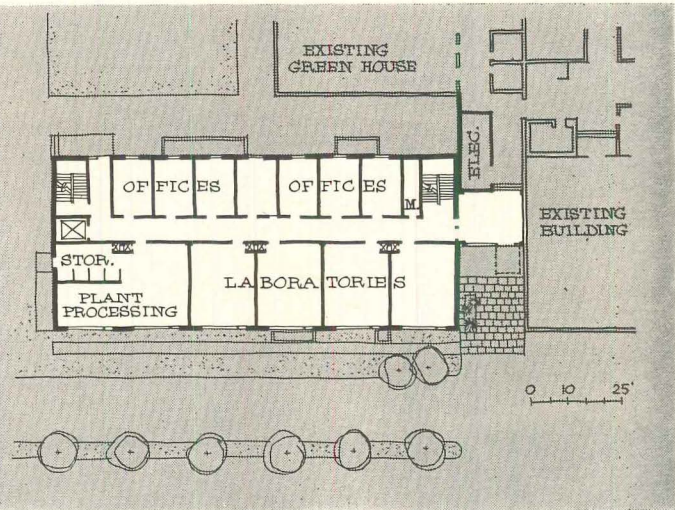 EXISTING
GREEN HOUSE
ELEC.
OFFICES
OFFICES
M.
EXISTING
BUILDING
STOR.
LABORATORIES
PLANT
PROCESSING
0 10 25'